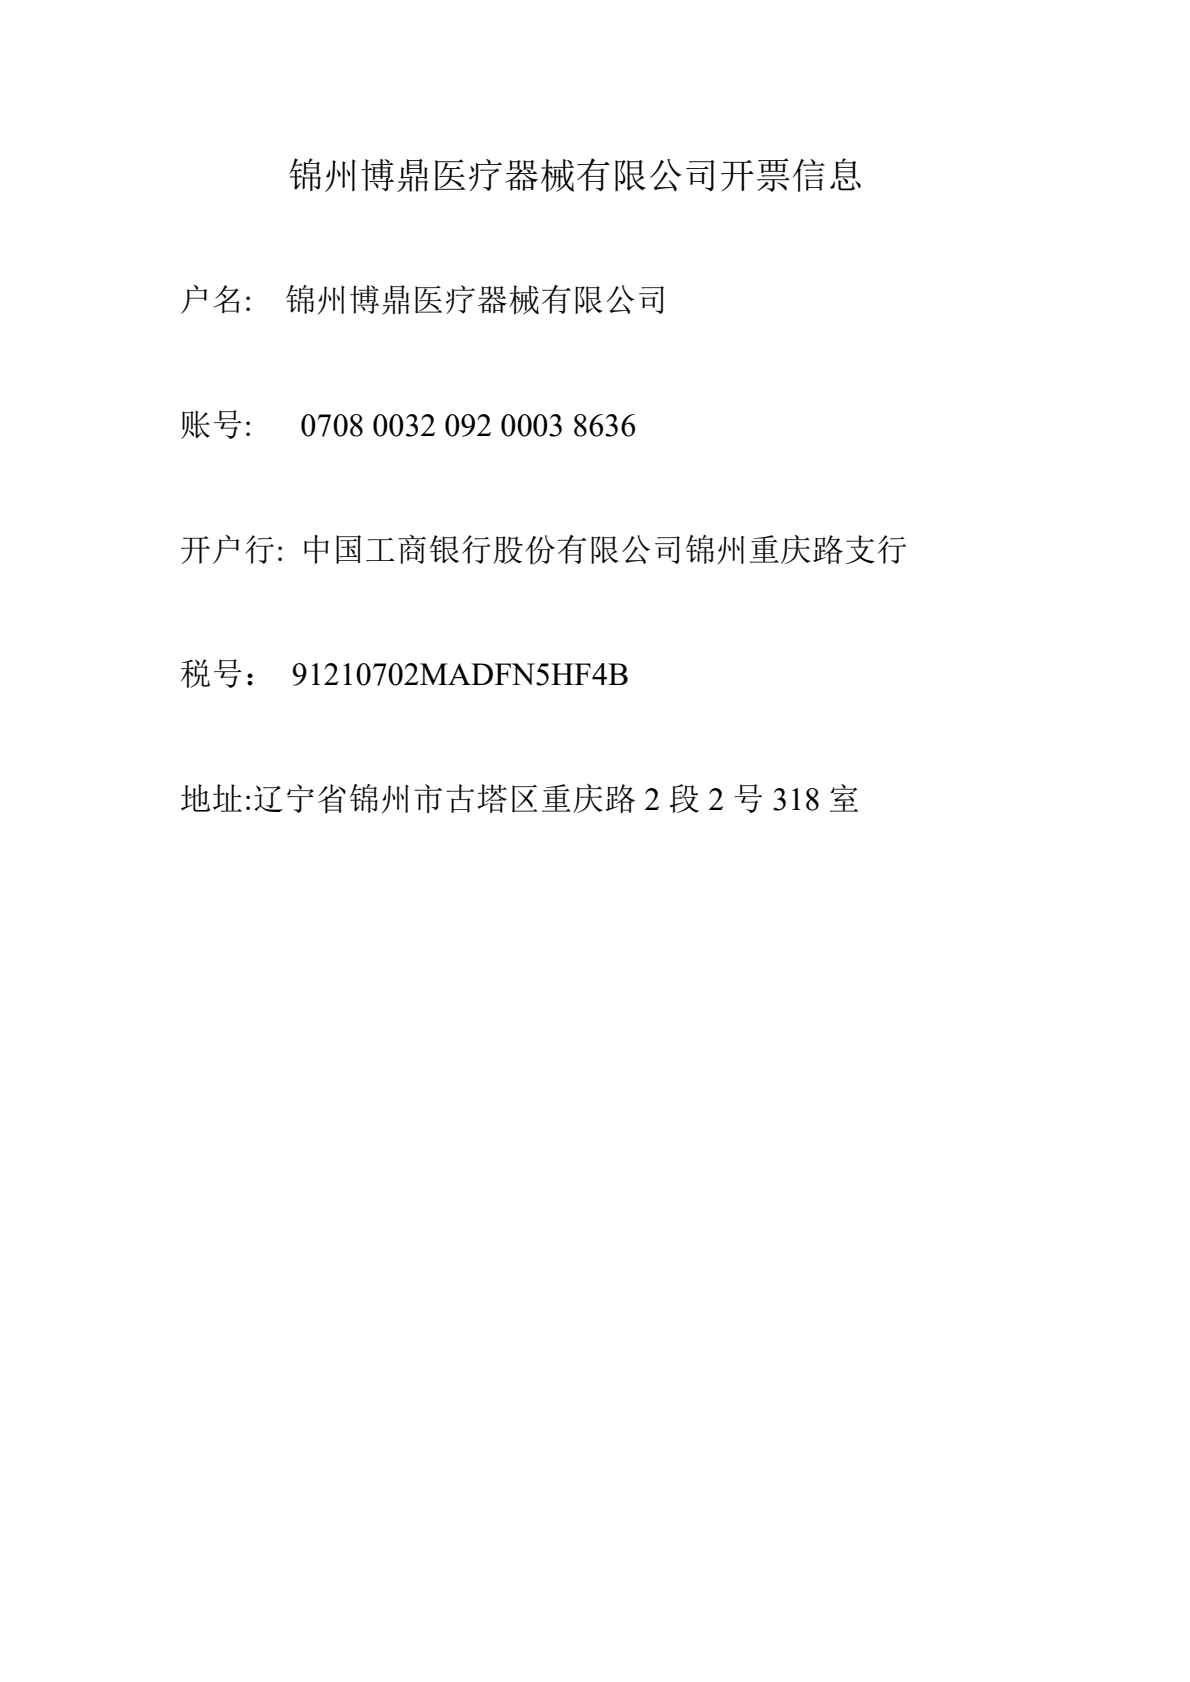 锦州博鼎医疗器械有限公司开票信息
户名:　锦州博鼎医疗器械有限公司
账号:　 0708 0032 092 0003 8636
开户行: 中国工商银行股份有限公司锦州重庆路支行
税号： 91210702MADFN5HF4B
地址:辽宁省锦州市古塔区重庆路 2 段 2 号 318 室